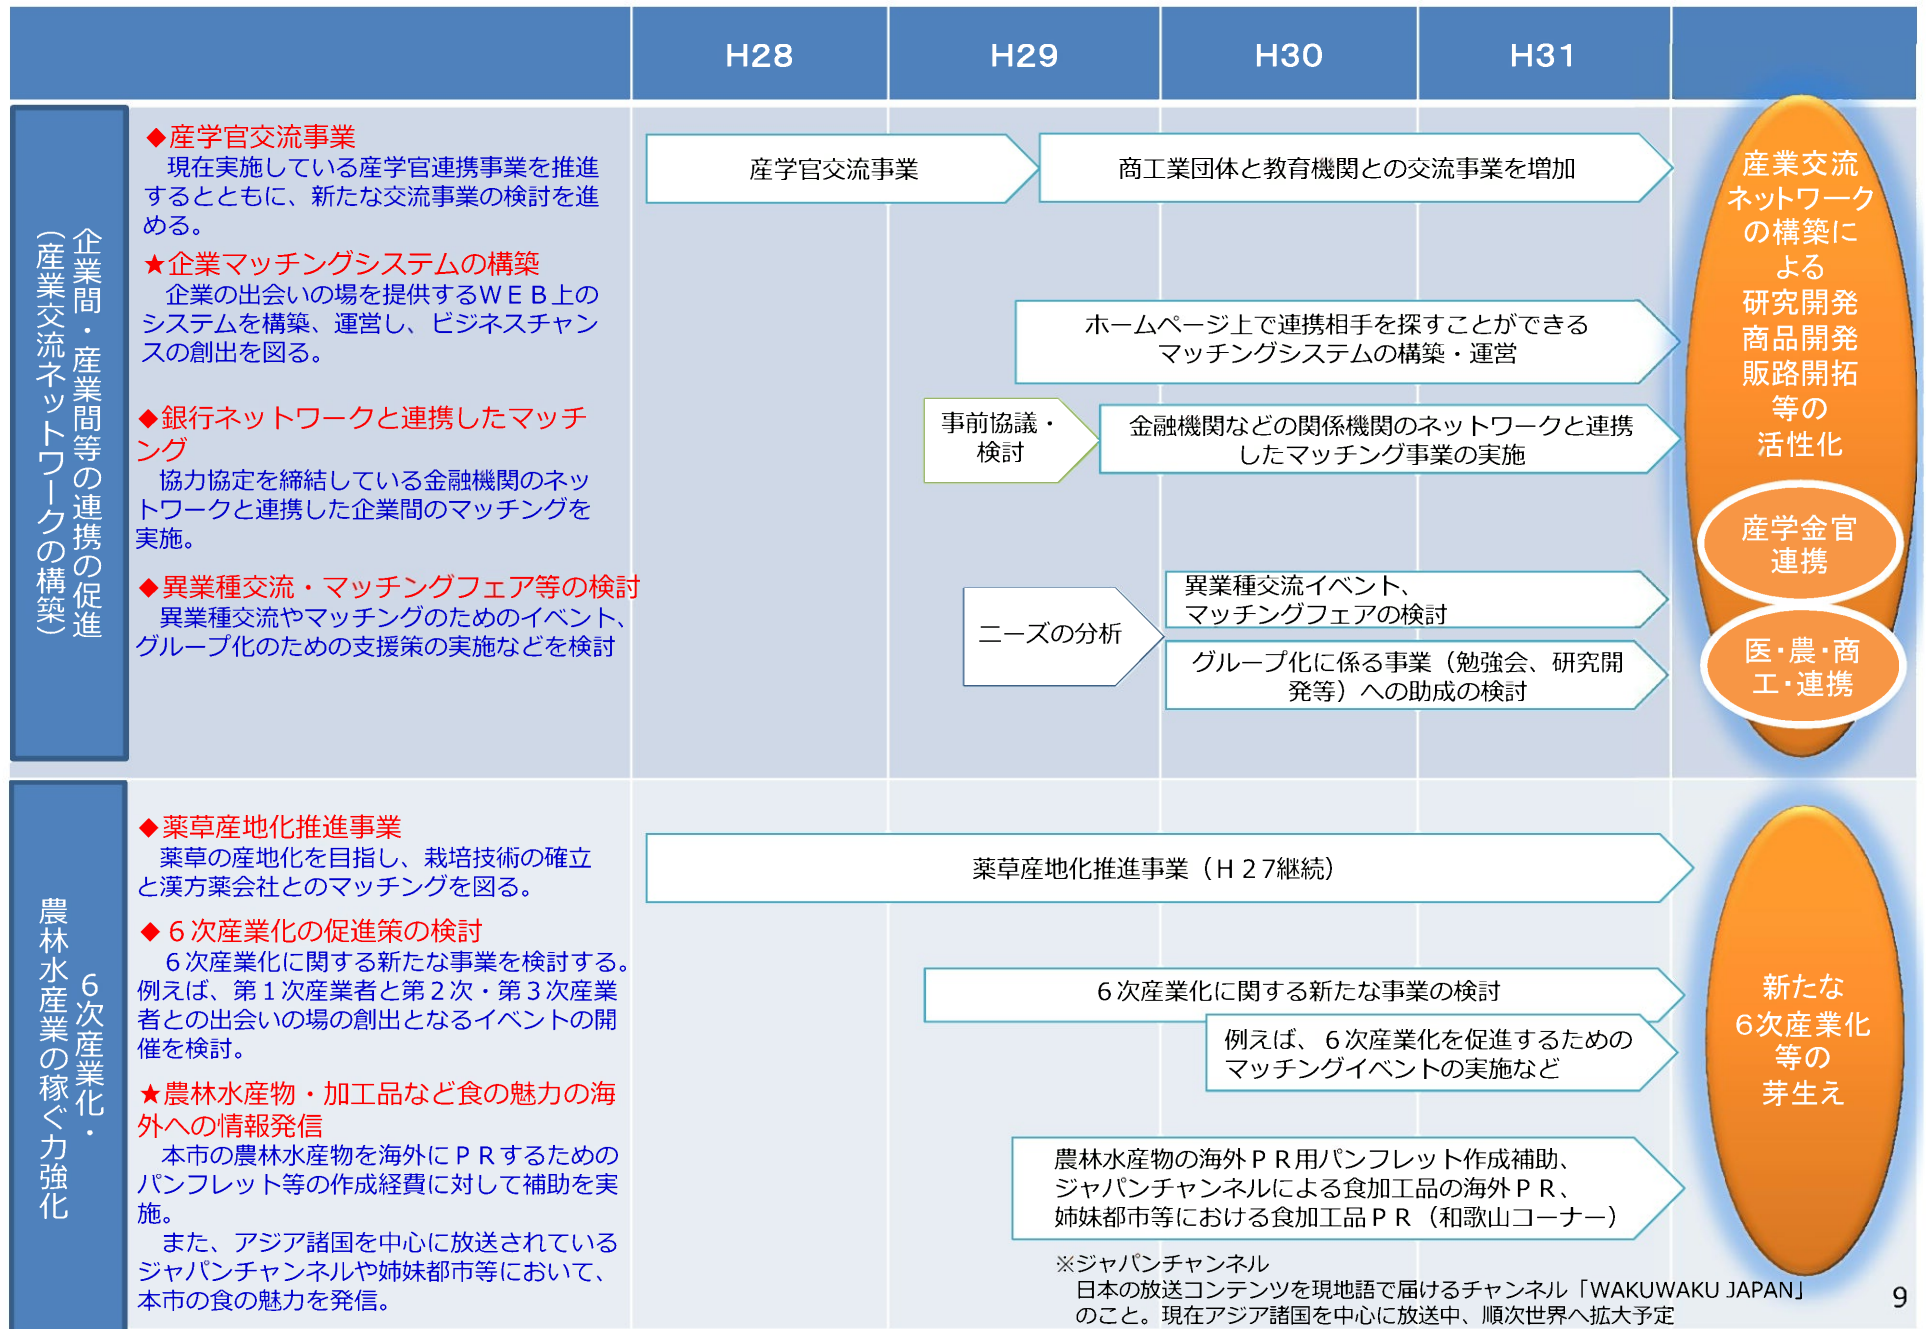 H28
H29
H30
H31
企業間・産業間等の連携の促進
（産業交流ネットワークの構築）
◆産学官交流事業
現在実施している産学官連携事業を推進
するとともに、新たな交流事業の検討を進
める。
★企業マッチングシステムの構築
企業の出会いの場を提供するＷＥＢ上の
システムを構築、運営し、ビジネスチャン
スの創出を図る。
◆銀行ネットワークと連携したマッチ
ング
協力協定を締結している金融機関のネッ
トワークと連携した企業間のマッチングを
実施。
◆異業種交流・マッチングフェア等の検討
異業種交流やマッチングのためのイベント、
グループ化のための支援策の実施などを検討
産学官交流事業
商工業団体と教育機関との交流事業を増加
ホームページ上で連携相手を探すことができる
マッチングシステムの構築・運営
事前協議・
検討
金融機関などの関係機関のネットワークと連携
したマッチング事業の実施
ニーズの分析
異業種交流イベント、
マッチングフェアの検討
グループ化に係る事業（勉強会、研究開
発等）への助成の検討
産業交流
ネットワーク
の構築に
よる
研究開発
商品開発
販路開拓
等の
活性化
産学金官
連携
医・農・商
工・連携
６次産業化・
農林水産業の稼ぐ力強化
◆薬草産地化推進事業
薬草の産地化を目指し、栽培技術の確立
と漢方薬会社とのマッチングを図る。
◆６次産業化の促進策の検討
６次産業化に関する新たな事業を検討する。
例えば、第１次産業者と第２次・第３次産業
者との出会いの場の創出となるイベントの開
催を検討。
★農林水産物・加工品など食の魅力の海
外への情報発信
本市の農林水産物を海外にＰＲするための
パンフレット等の作成経費に対して補助を実
施。
また、アジア諸国を中心に放送されている
ジャパンチャンネルや姉妹都市等において、
本市の食の魅力を発信。
薬草産地化推進事業（Ｈ２７継続）
６次産業化に関する新たな事業の検討
例えば、６次産業化を促進するための
マッチングイベントの実施など
農林水産物の海外ＰＲ用パンフレット作成補助、
ジャパンチャンネルによる食加工品の海外ＰＲ、
姉妹都市等における食加工品ＰＲ（和歌山コーナー）
※ジャパンチャンネル
日本の放送コンテンツを現地語で届けるチャンネル「WAKUWAKU JAPAN」
のこと。現在アジア諸国を中心に放送中、順次世界へ拡大予定
新たな
６次産業化
等の
芽生え
9